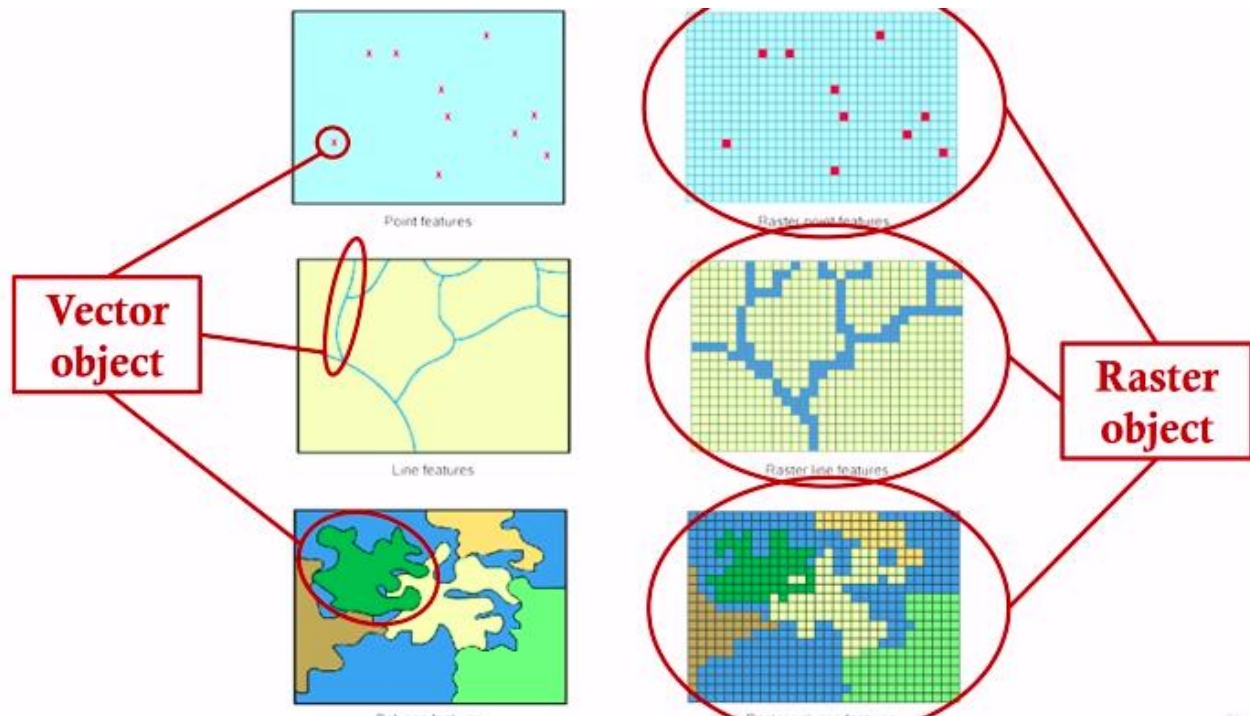 Point features
Raster point features
Vector
object
Line features
Raster line features
Raster
object